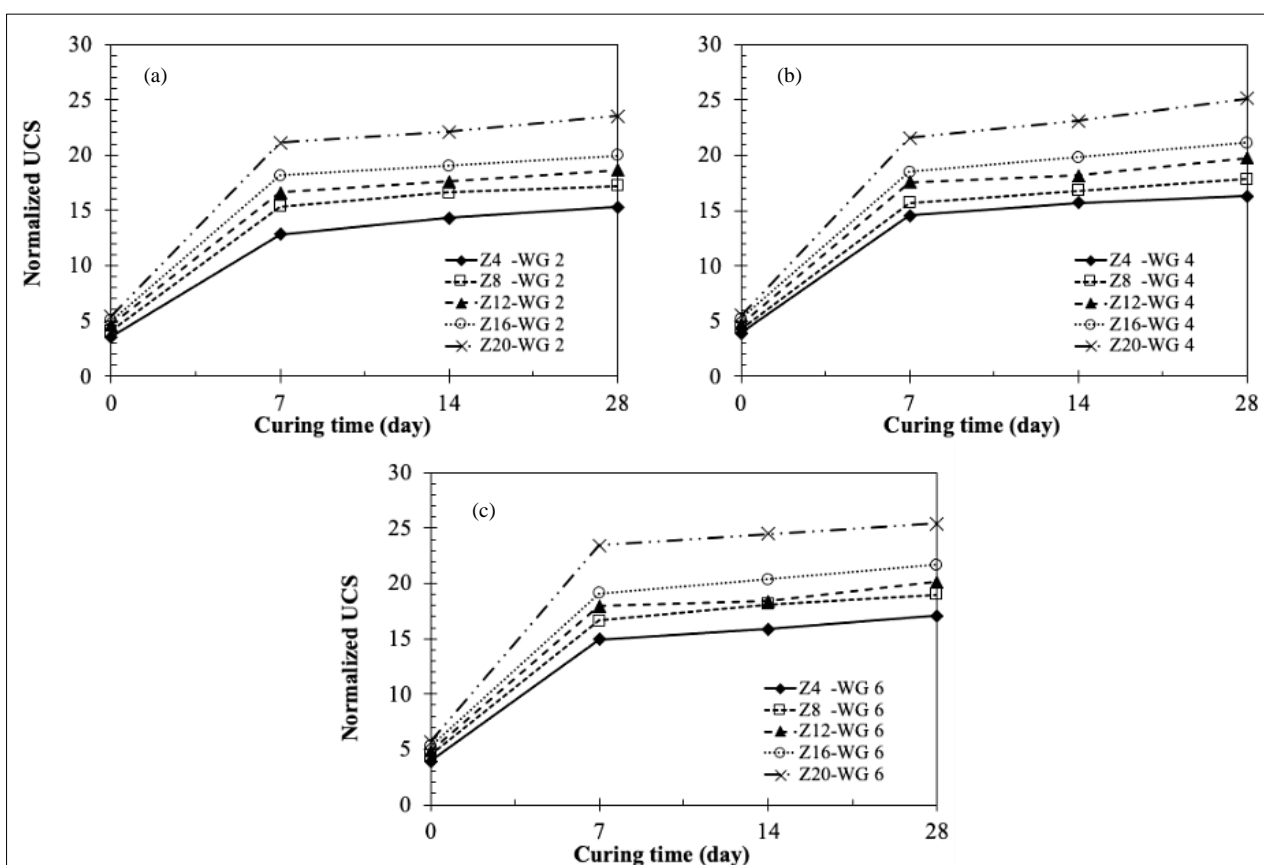 (a)
Normalized UCS
30
25
20
15
10
5
0
Z4 -WG 2
Z8 -WG 2
Z12-WG 2
Z16-WG 2
Z20-WG 2
0 7 14 28
Curing time (day)
(b)
30
25
20
15
10
5
0
Z4 -WG 4
Z8 -WG 4
Z12-WG 4
Z16-WG 4
Z20-WG 4
0 7 14 28
Curing time (day)
(c)
Normalized UCS
30
25
20
15
10
5
0
Z4 -WG 6
Z8 -WG 6
Z12-WG 6
Z16-WG 6
Z20-WG 6
0 7 14 28
Curing time (day)